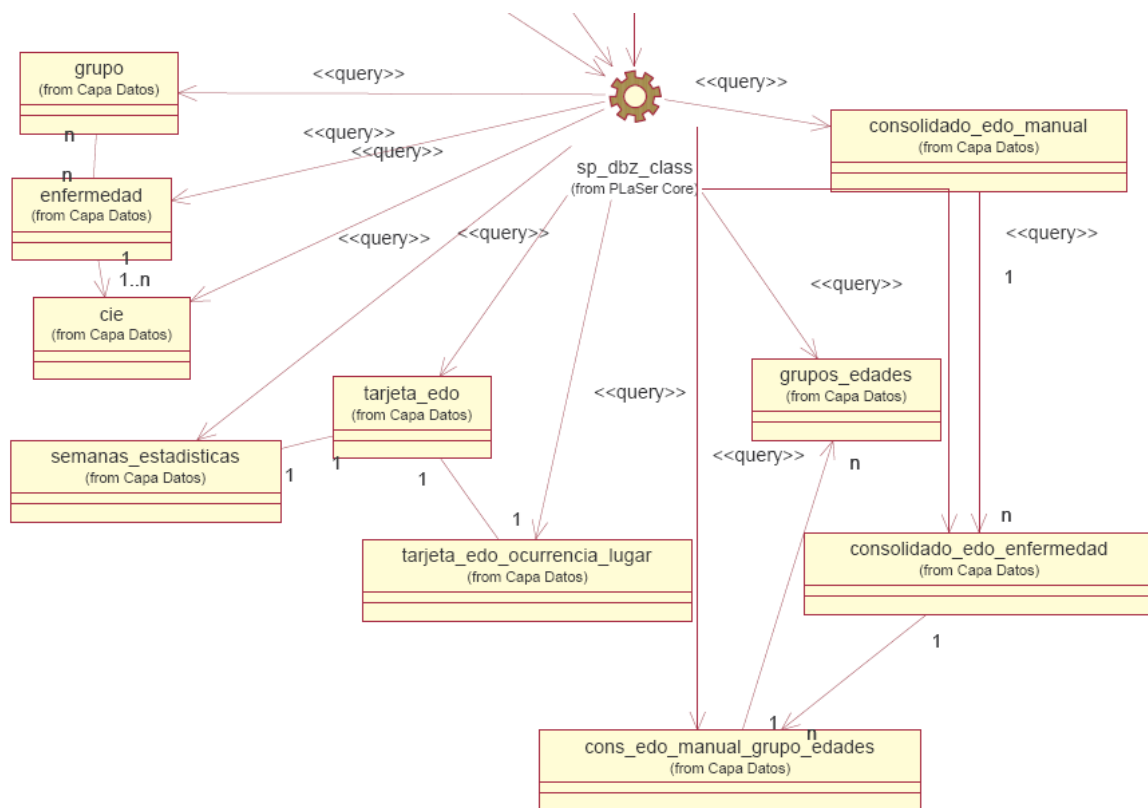 grupo
(from Capa Datos)
<<query>>
<<query>>
consolidado_edo_manual
(from Capa Datos)
n
<<query>>
<<query>>
n
enfermedad
(from Capa Datos)
sp_dbz_class
(from PLaSer Core)
<<query>>
<<query>>
<<query>>
1
1..n
1
<<query>>
cie
(from Capa Datos)
grupos_edades
(from Capa Datos)
<<query>>
tarjeta_edo
(from Capa Datos)
semanas_estadisticas
(from Capa Datos)
<<query>>
n
1
1
1
1
n
tarjeta_edo_ocurrencia_lugar
(from Capa Datos)
consolidado_edo_enfermedad
(from Capa Datos)
1
1
n
cons_edo_manual_grupo_edades
(from Capa Datos)